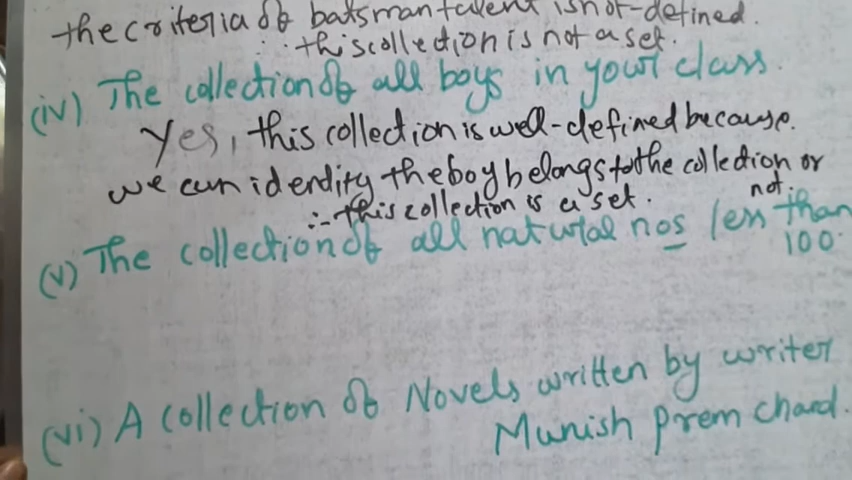 the criteria of batsman talent is not-defined.
∴ this collection is not a set.
(iv) The collection of all boys in your class.
Yes, this collection is well-defined because.
we can identity the boy belongs to the collection or
not.
∴ this collection is a set.
(v) The collection of all natural nos less than
100.
(vi) A collection of Novels written by writer
Munish Prem chand.